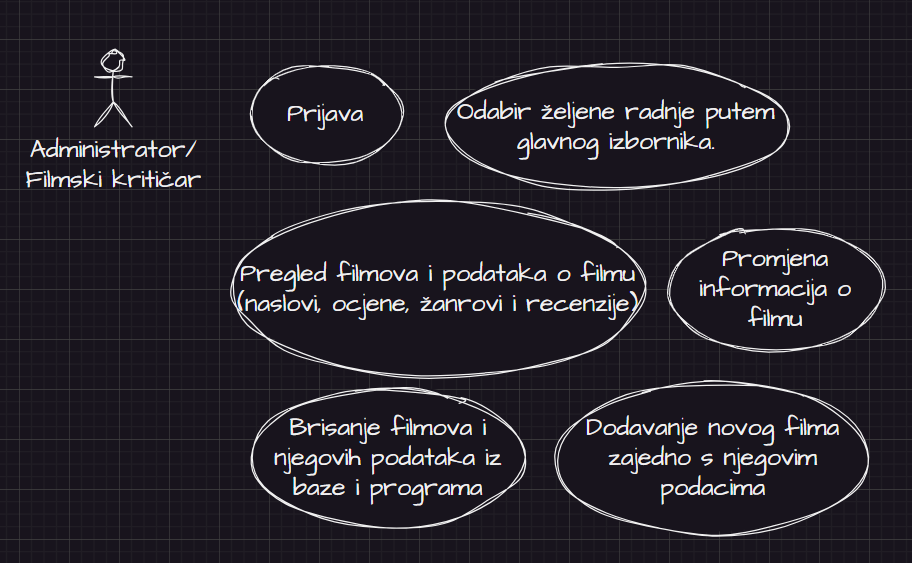 Administrator/
Filmski kritičar
Prijava
Odabir željene radnje putem
glavnog izbornika.
Pregled filmova i podataka o filmu
(naslovi, ocjene, žanrovi i recenzije)
Promjena
informacija o
filmu
Brisanje filmova i
njegovih podataka iz
baze i programa
Dodavanje novog filma
zajedno s njegovim
podacima